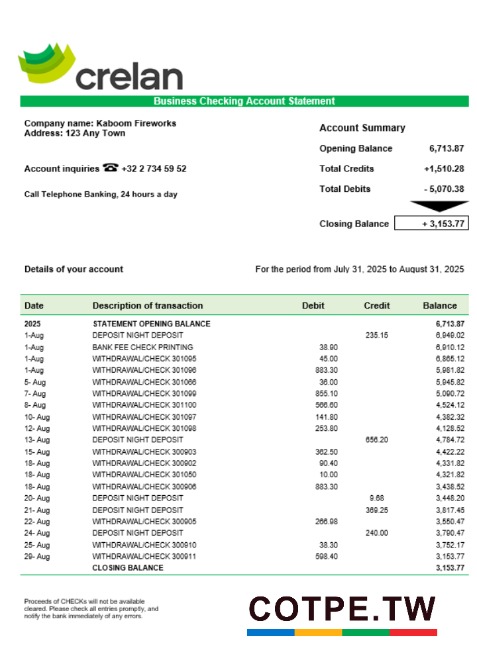 crelan
Business Checking Account Statement
Company name: Kaboom Fireworks
Address: 123 Any Town
Account Summary
Opening Balance 6,713.87
Account inquiries ☎ +32 2 734 59 52
Total Credits +1,510.28
Call Telephone Banking, 24 hours a day
Total Debits - 5,070.38
Closing Balance + 3,153.77
Details of your account For the period from July 31, 2025 to August 31, 2025
Date Description of transaction Debit Credit Balance
2025 STATEMENT OPENING BALANCE 6,713.87
1-Aug DEPOSIT NIGHT DEPOSIT 235.15 6,949.02
1-Aug BANK FEE CHECK PRINTING 38.90 6,910.12
1-Aug WITHDRAWAL/CHECK 301095 45.00 6,865.12
1-Aug WITHDRAWAL/CHECK 301096 883.30 5,981.82
5- Aug WITHDRAWAL/CHECK 301066 36.00 5,945.82
7- Aug WITHDRAWAL/CHECK 301099 855.10 5,090.72
8- Aug WITHDRAWAL/CHECK 301100 566.60 4,524.12
10- Aug WITHDRAWAL/CHECK 301097 141.80 4,382.32
12- Aug WITHDRAWAL/CHECK 301098 253.80 4,128.52
13- Aug DEPOSIT NIGHT DEPOSIT 656.20 4,784.72
15- Aug WITHDRAWAL/CHECK 300903 362.50 4,422.22
18- Aug WITHDRAWAL/CHECK 300902 90.40 4,331.82
18- Aug WITHDRAWAL/CHECK 301050 10.00 4,321.82
18- Aug WITHDRAWAL/CHECK 300906 883.30 3,438.52
20- Aug DEPOSIT NIGHT DEPOSIT 9.68 3,448.20
21- Aug DEPOSIT NIGHT DEPOSIT 369.25 3,817.45
22- Aug WITHDRAWAL/CHECK 300905 266.98 3,550.47
24- Aug DEPOSIT NIGHT DEPOSIT 240.00 3,790.47
25- Aug WITHDRAWAL/CHECK 300910 38.30 3,752.17
29- Aug WITHDRAWAL/CHECK 300911 598.40 3,153.77
CLOSING BALANCE 3,153.77
Proceeds of CHECKs will not be available
cleared. Please check all entries promptly, and
notify the bank immediately of any errors.
COTPE.TW